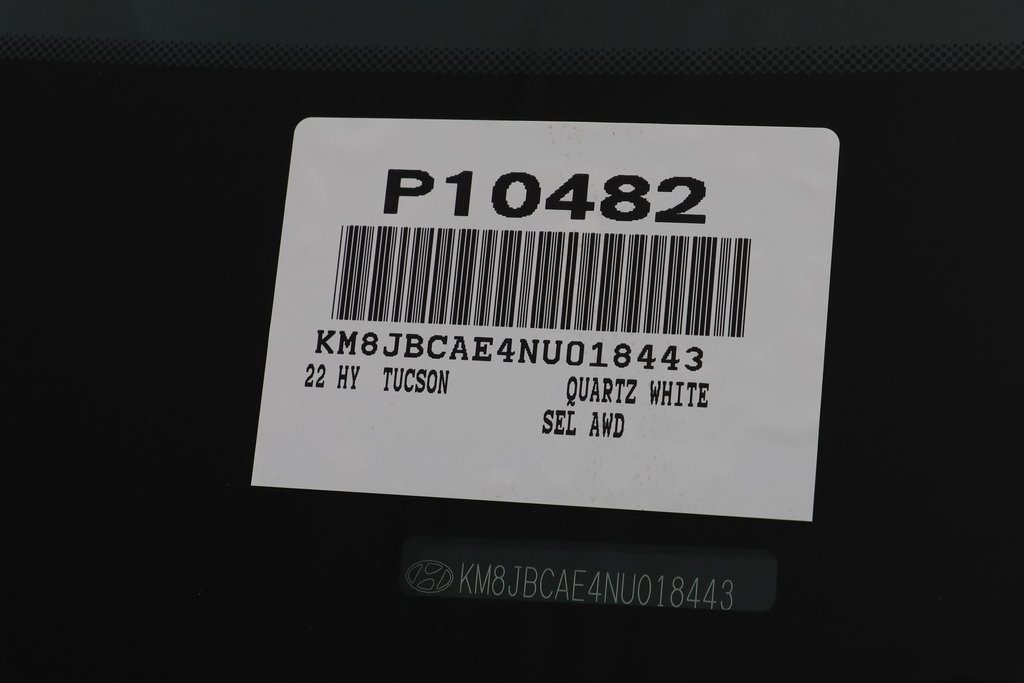 P10482
KM8JBCAE4NU018443
22 HY TUCSON QUARTZ WHITE
SEL AWD
KM8JBCAE4NU018443